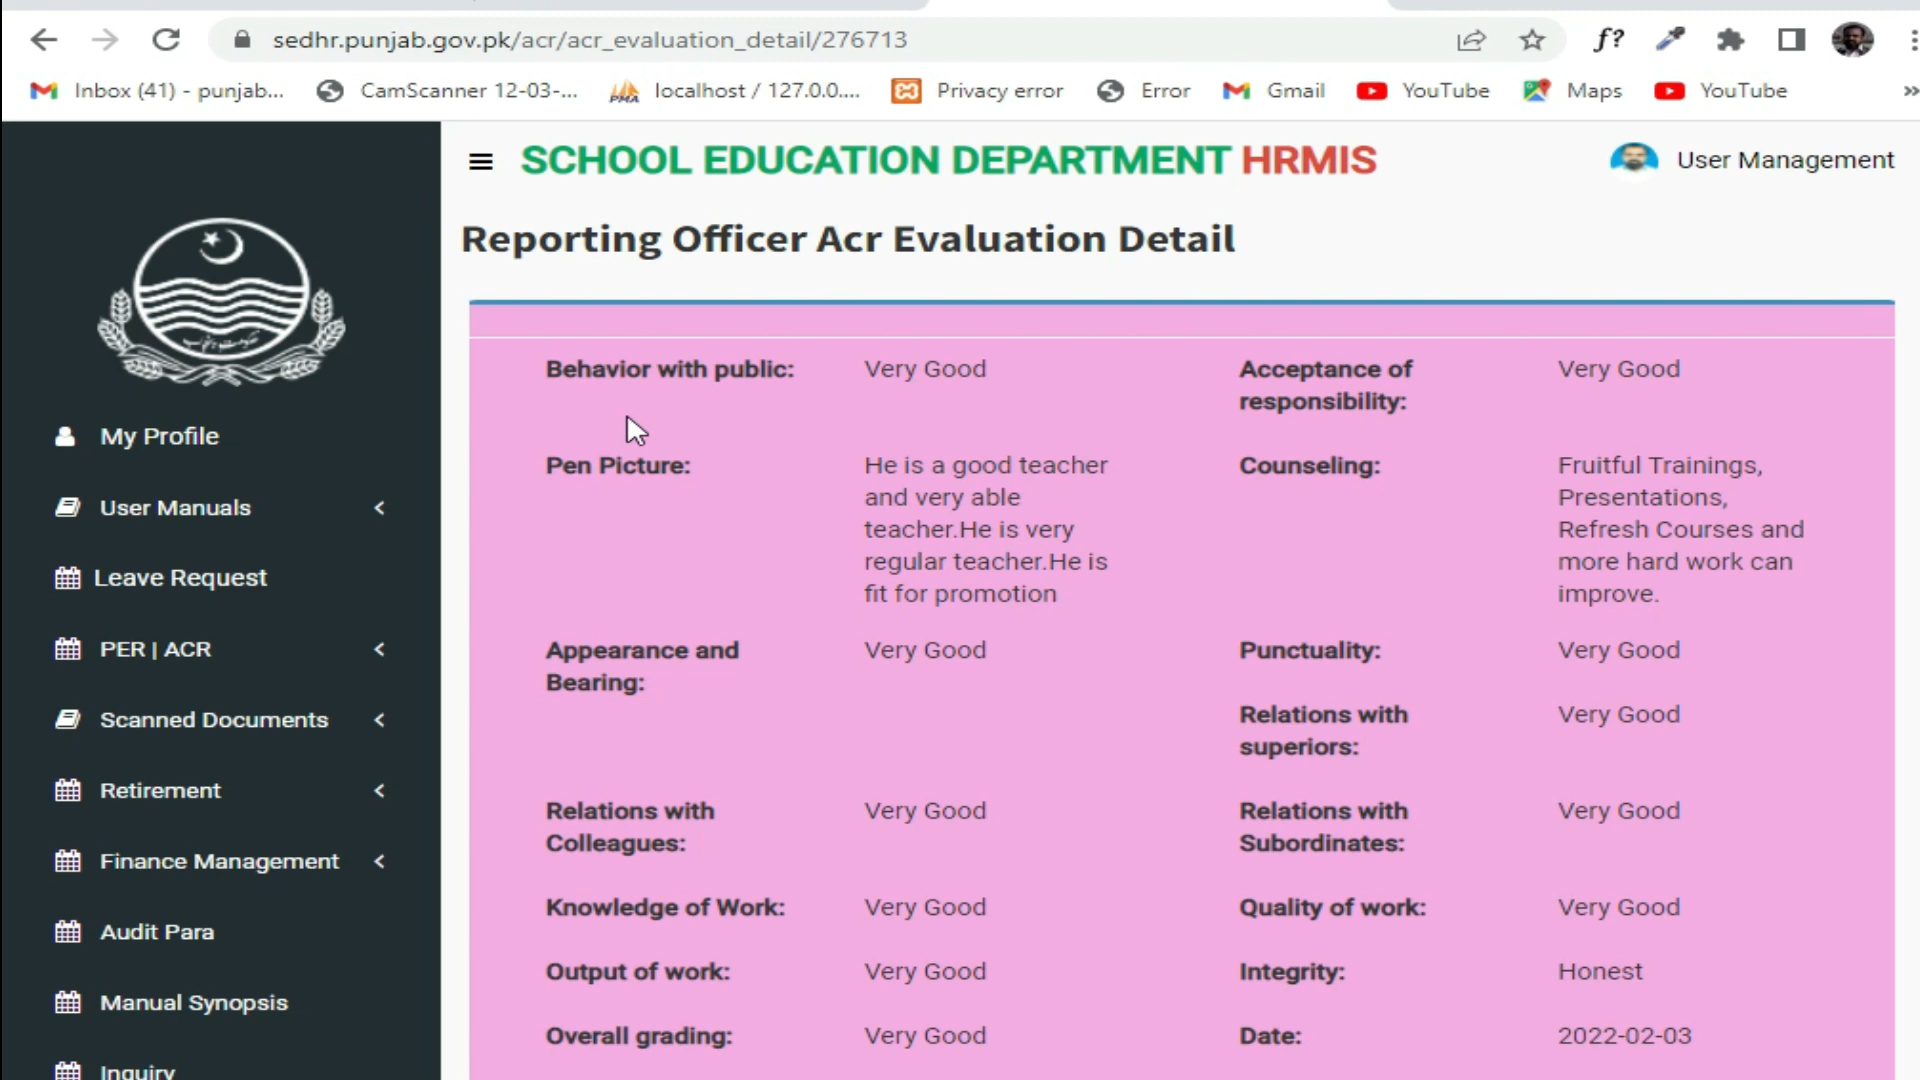 sedhr.punjab.gov.pk/acr/acr_evaluation_detail/276713
f?
Inbox (41) - punjab...
CamScanner 12-03-...
PMA
localhost / 127.0.0....
Privacy error
Error
Gmail
YouTube
Maps
YouTube
»
SCHOOL EDUCATION DEPARTMENT HRMIS
User Management
حکومت پنجاب
My Profile
User Manuals
Leave Request
PER | ACR
Scanned Documents
Retirement
Finance Management
Audit Para
Manual Synopsis
Inquiry
Reporting Officer Acr Evaluation Detail
Behavior with public: Very Good
Acceptance of
responsibility: Very Good
Pen Picture: He is a good teacher
and very able
teacher.He is very
regular teacher.He is
fit for promotion
Counseling: Fruitful Trainings,
Presentations,
Refresh Courses and
more hard work can
improve.
Appearance and
Bearing: Very Good
Punctuality: Very Good
Relations with
superiors: Very Good
Relations with
Colleagues: Very Good
Relations with
Subordinates: Very Good
Knowledge of Work: Very Good
Quality of work: Very Good
Output of work: Very Good
Integrity: Honest
Overall grading: Very Good
Date: 2022-02-03